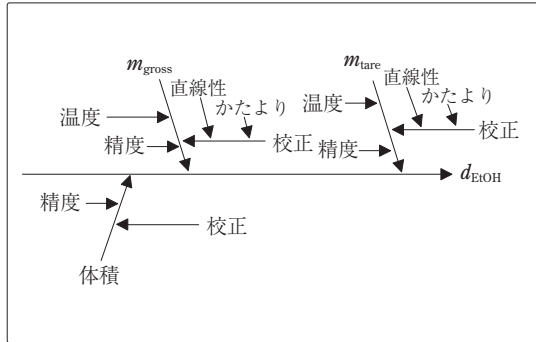 m_gross
直線性
かたより
温度
精度
校正
m_tare
直線性
かたより
温度
精度
校正
d_EtOH
精度
校正
体積